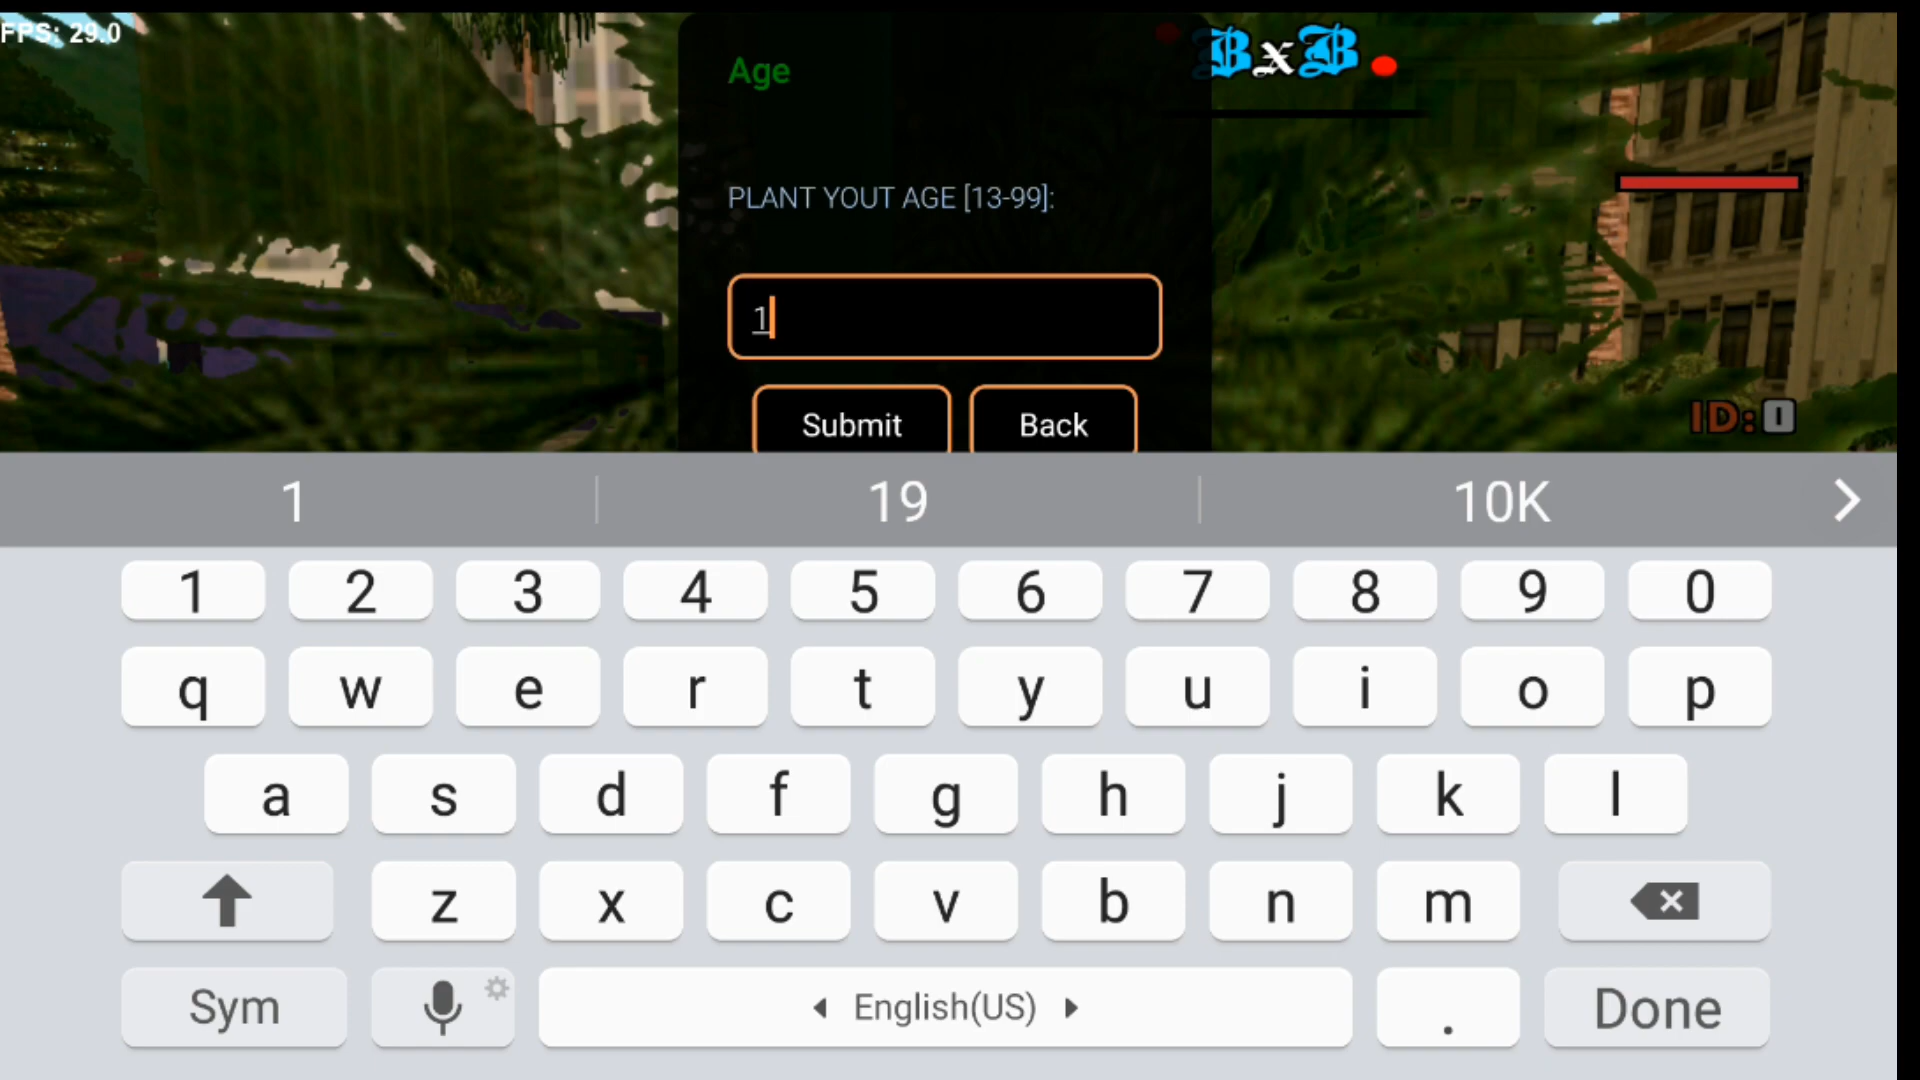 FPS: 29.0
BxB
Age
PLANT YOUT AGE [13-99]:
1
Submit Back
ID:0
1 19 10K
1 2 3 4 5 6 7 8 9 0
q w e r t y u i o p
a s d f g h j k l
z x c v b n m
Sym English(US) . Done